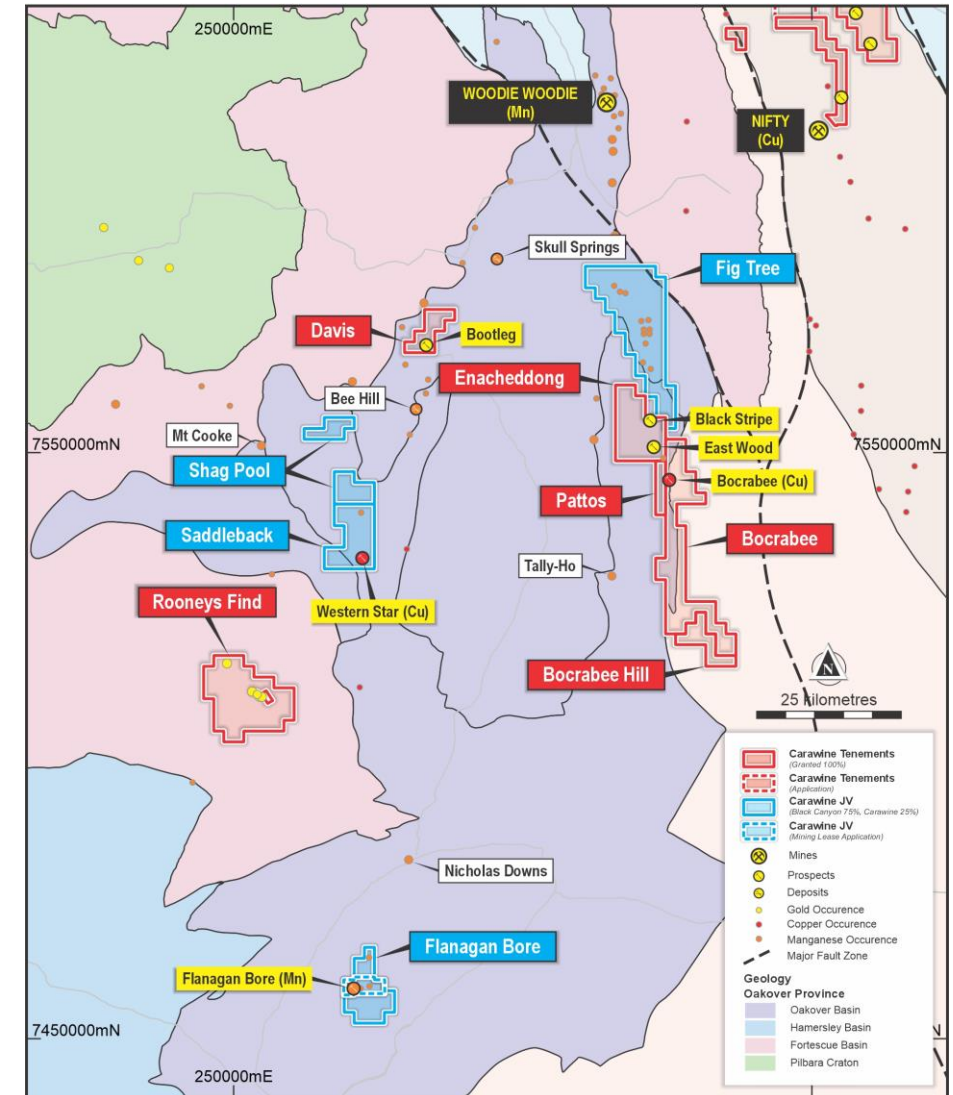 250000mE
WOODIE WOODIE
(Mn)
NIFTY
(Cu)
Skull Springs
Fig Tree
Davis
Bootleg
Enacheddong
Bee Hill
Black Stripe
7550000mN
Mt Cooke
East Wood
7550000mN
Shag Pool
Bocrabee (Cu)
Pattos
Saddleback
Bocrabee
Tally-Ho
Rooneys Find
Western Star (Cu)
Bocrabee Hill
N
25 kilometres
Carawine Tenements
(Granted 100%)
Carawine Tenements
(Application)
Carawine JV
(Black Canyon 75%, Carawine 25%)
Carawine JV
(Mining Lease Application)
Mines
Prospects
Deposits
Gold Occurence
Copper Occurence
Manganese Occurence
Major Fault Zone
Geology
Oakover Province
Oakover Basin
Hamersley Basin
Fortescue Basin
Pilbara Craton
Nicholas Downs
Flanagan Bore
Flanagan Bore (Mn)
7450000mN
N
250000mE